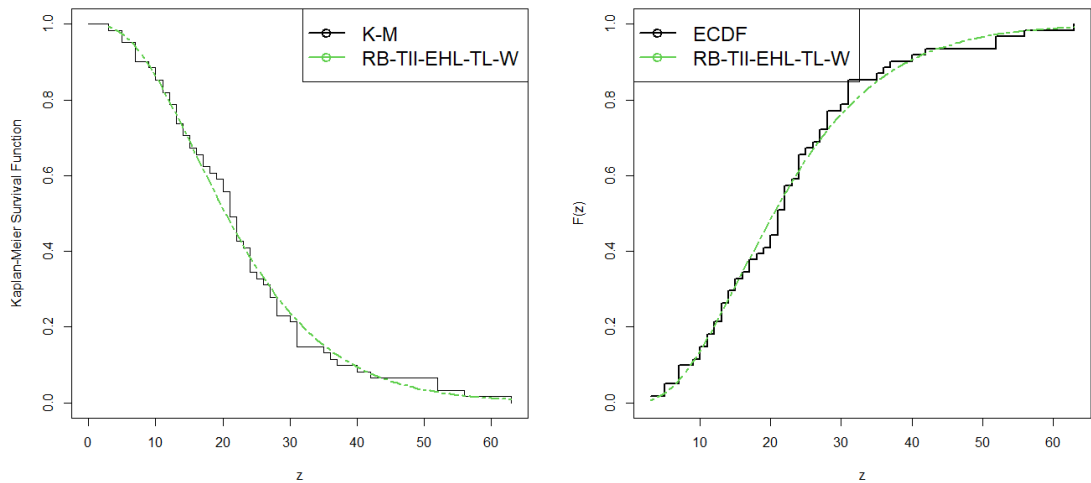 K-M
RB-TII-EHL-TL-W
Kaplan-Meier Survival Function
1.0
0.8
0.6
0.4
0.2
0.0
0 10 20 30 40 50 60
z
ECDF
RB-TII-EHL-TL-W
F(z)
1.0
0.8
0.6
0.4
0.2
0.0
10 20 30 40 50 60
z